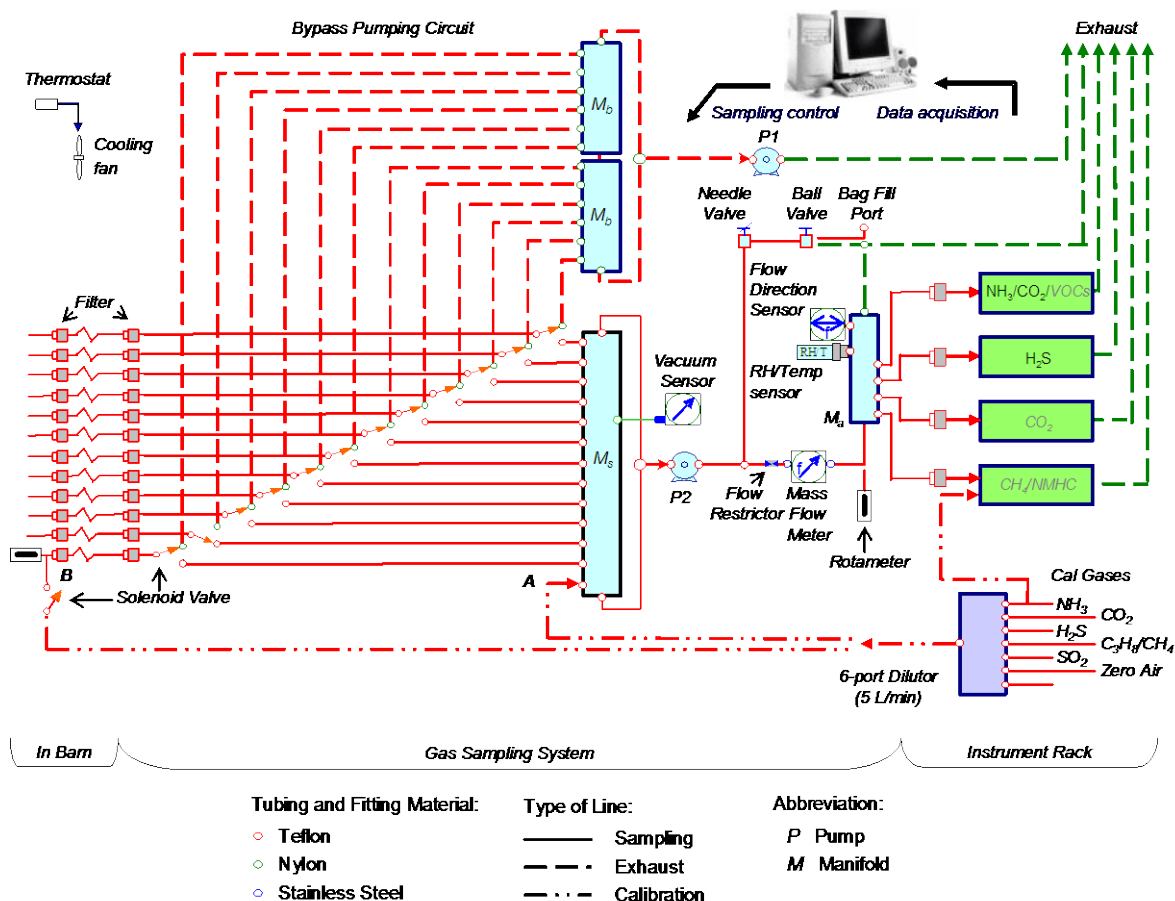 Bypass Pumping Circuit
Exhaust
Thermostat
Cooling
fan
Sampling control
Data acquisition
M_b
P1
M_b
Needle
Valve
Ball
Valve
Bag Fill
Port
Flow
Direction
Sensor
f
RH/T
RH/Temp
sensor
M_a
NH₃/CO₂/VOCs
H₂S
CO₂
CH₄/NMHC
Filter
Vacuum
Sensor
M_s
P2
Flow
Restrictor
f
Mass
Flow
Meter
Rotameter
B
Solenoid Valve
A
Cal Gases
NH₃
CO₂
H₂S
C₃H₈/CH₄
SO₂
Zero Air
6-port Dilutor
(5 L/min)
In Barn
Gas Sampling System
Instrument Rack
Tubing and Fitting Material:
Teflon
Nylon
Stainless Steel
Type of Line:
Sampling
Exhaust
Calibration
Abbreviation:
P Pump
M Manifold